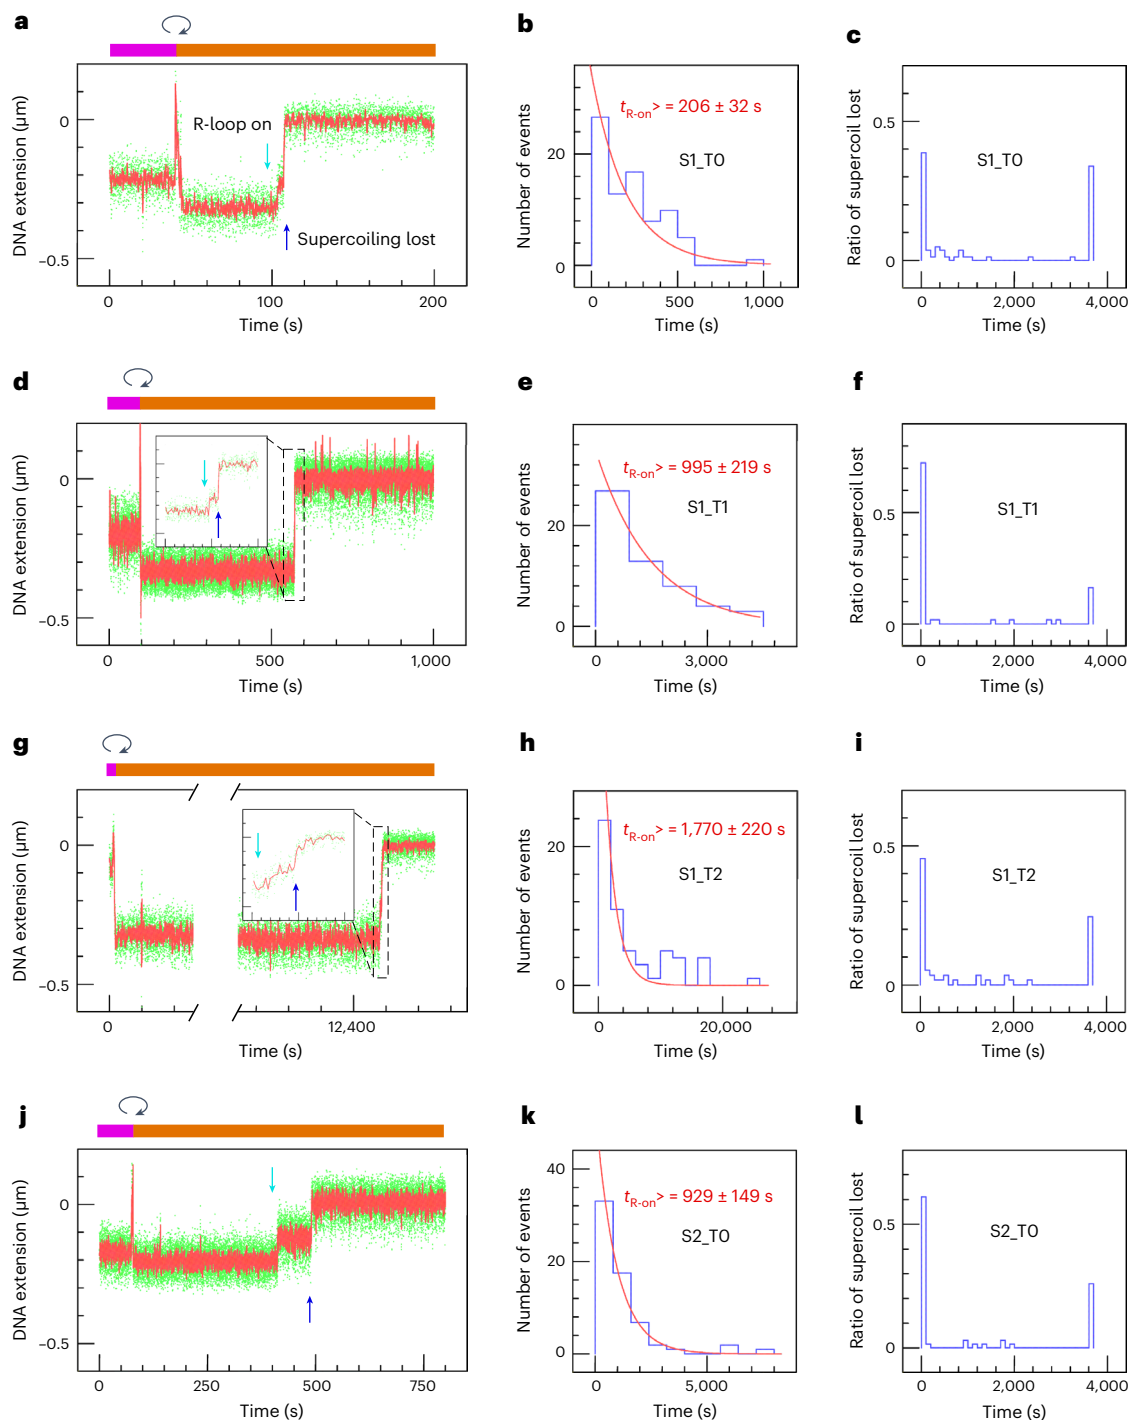 a
b
c
DNA extension (µm)
0
−0.5
R-loop on
Supercoiling lost
0
100
200
Time (s)
Number of events
20
0
tR-on> = 206 ± 32 s
S1_T0
0
500
1,000
Time (s)
Ratio of supercoil lost
0.5
0
S1_T0
0
2,000
4,000
Time (s)
d
e
f
DNA extension (µm)
0
−0.5
0
500
1,000
Time (s)
Number of events
20
0
tR-on> = 995 ± 219 s
S1_T1
0
3,000
Time (s)
Ratio of supercoil lost
0.5
0
S1_T1
0
2,000
4,000
Time (s)
g
h
i
DNA extension (µm)
0
−0.5
0
12,400
Time (s)
Number of events
20
0
tR-on> = 1,770 ± 220 s
S1_T2
0
20,000
Time (s)
Ratio of supercoil lost
0.5
0
S1_T2
0
2,000
4,000
Time (s)
j
k
l
DNA extension (µm)
0
−0.5
0
250
500
750
Time (s)
Number of events
40
20
0
tR-on> = 929 ± 149 s
S2_T0
0
5,000
Time (s)
Ratio of supercoil lost
0.5
0
S2_T0
0
2,000
4,000
Time (s)